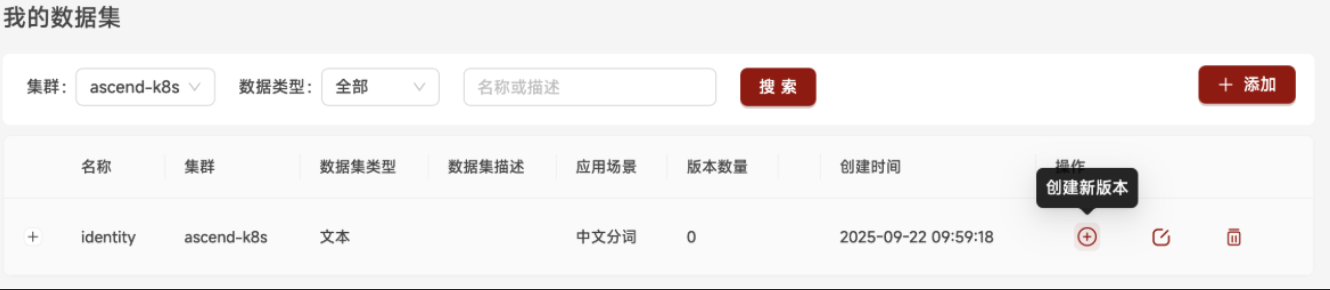 我的数据集
集群： ascend-k8s 数据类型： 全部 名称或描述 搜 索 + 添加
名称 集群 数据集类型 数据集描述 应用场景 版本数量 创建时间 操作
创建新版本
identity ascend-k8s 文本 中文分词 0 2025-09-22 09:59:18